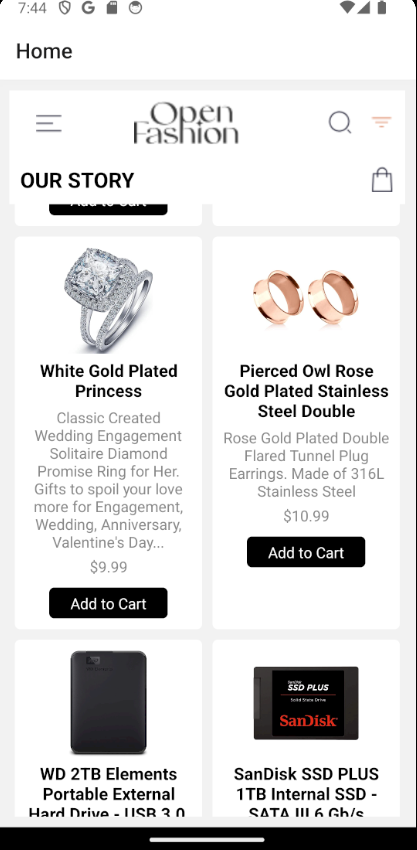 7:44
Home
Open
Fashion
OUR STORY
Add to Cart
White Gold Plated
Princess
Classic Created
Wedding Engagement
Solitaire Diamond
Promise Ring for Her.
Gifts to spoil your love
more for Engagement,
Wedding, Anniversary,
Valentine's Day...
$9.99
Add to Cart
Pierced Owl Rose
Gold Plated Stainless
Steel Double
Rose Gold Plated Double
Flared Tunnel Plug
Earrings. Made of 316L
Stainless Steel
$10.99
Add to Cart
WD 2TB Elements
Portable External
Hard Drive - USB 3.0
SanDisk
SSD PLUS
Solid State Drive
SanDisk
SanDisk SSD PLUS
1TB Internal SSD -
SATA III 6 Gb/s